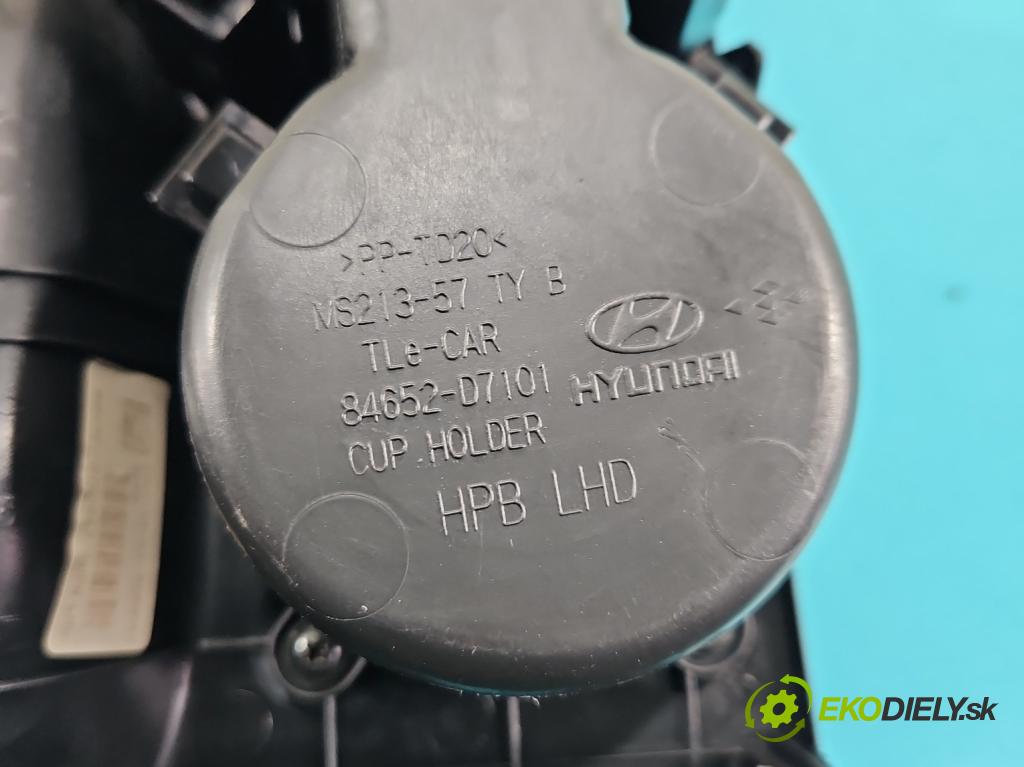 >PP-TD20<
MS213-57 TY B
TLe-CAR
84652-D7101
HYUNDAI
CUP HOLDER
HPB LHD
EKODIELY.sk